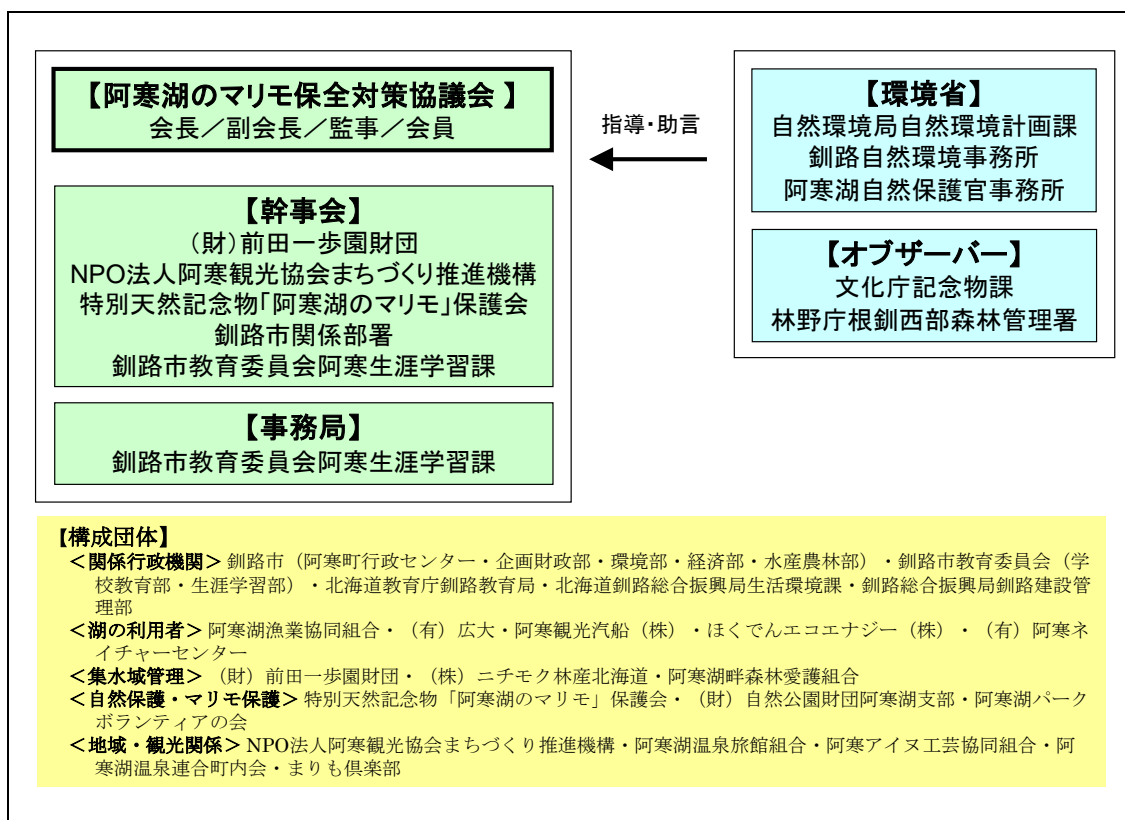 【阿寒湖のマリモ保全対策協議会 】
会長／副会長／監事／会員
【幹事会】
（財）前田一歩園財団
NPO法人阿寒観光協会まちづくり推進機構
特別天然記念物｢阿寒湖のマリモ｣保護会
釧路市関係部署
釧路市教育委員会阿寒生涯学習課
【事務局】
釧路市教育委員会阿寒生涯学習課
指導・助言
【環境省】
自然環境局自然環境計画課
釧路自然環境事務所
阿寒湖自然保護官事務所
【オブザーバー】
文化庁記念物課
林野庁根釧西部森林管理署
【構成団体】
＜関係行政機関＞ 釧路市（阿寒町行政センター・企画財政部・環境部・経済部・水産農林部）・釧路市教育委員会（学
校教育部・生涯学習部）・北海道教育庁釧路教育局・北海道釧路総合振興局生活環境課・釧路総合振興局釧路建設管
理部
＜湖の利用者＞ 阿寒湖漁業協同組合・（有）広大・阿寒観光汽船（株）・ほくでんエコエナジー（株）・（有）阿寒ネ
イチャーセンター
＜集水域管理＞ （財）前田一歩園財団・（株）ニチモク林産北海道・阿寒湖畔森林愛護組合
＜自然保護・マリモ保護＞ 特別天然記念物「阿寒湖のマリモ」保護会・（財）自然公園財団阿寒湖支部・阿寒湖パーク
ボランティアの会
＜地域・観光関係＞ NPO法人阿寒観光協会まちづくり推進機構・阿寒湖温泉旅館組合・阿寒アイヌ工芸協同組合・阿
寒湖温泉連合町内会・まりも倶楽部